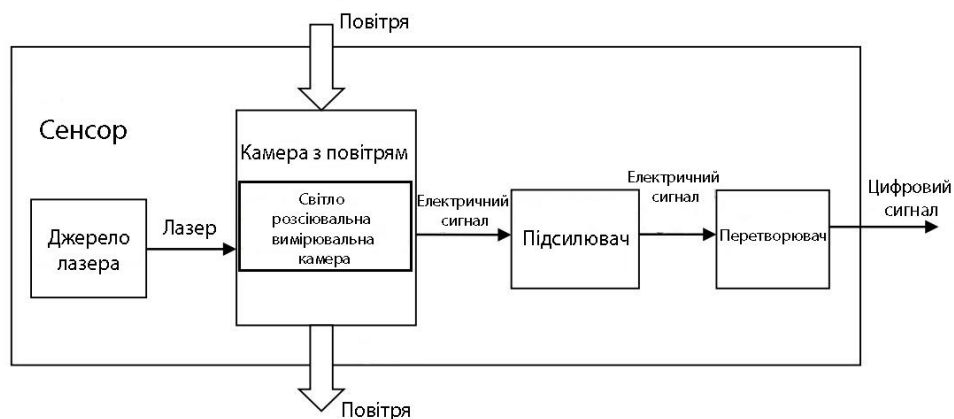 Повітря
Сенсор
Камера з повітрям
Світло
розсіювальна
вимірювальна
камера
Джерело
лазера
Лазер
Електричний
сигнал
Підсилювач
Електричний
сигнал
Перетворювач
Цифровий
сигнал
Повітря